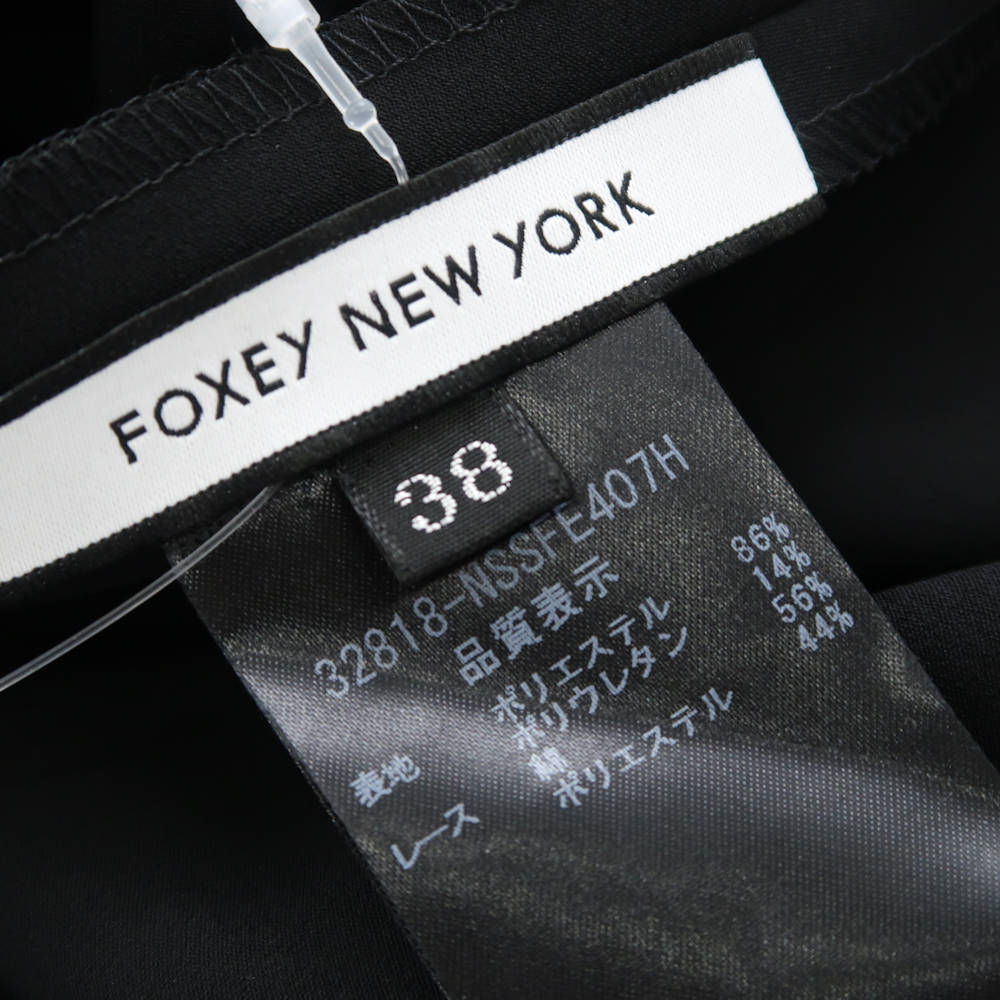 FOXEY NEW YORK
38
32818-NSSFE407H
品質表示
表地 ポリエステル 86%
ポリウレタン 14%
レース 綿 56%
ポリエステル 44%